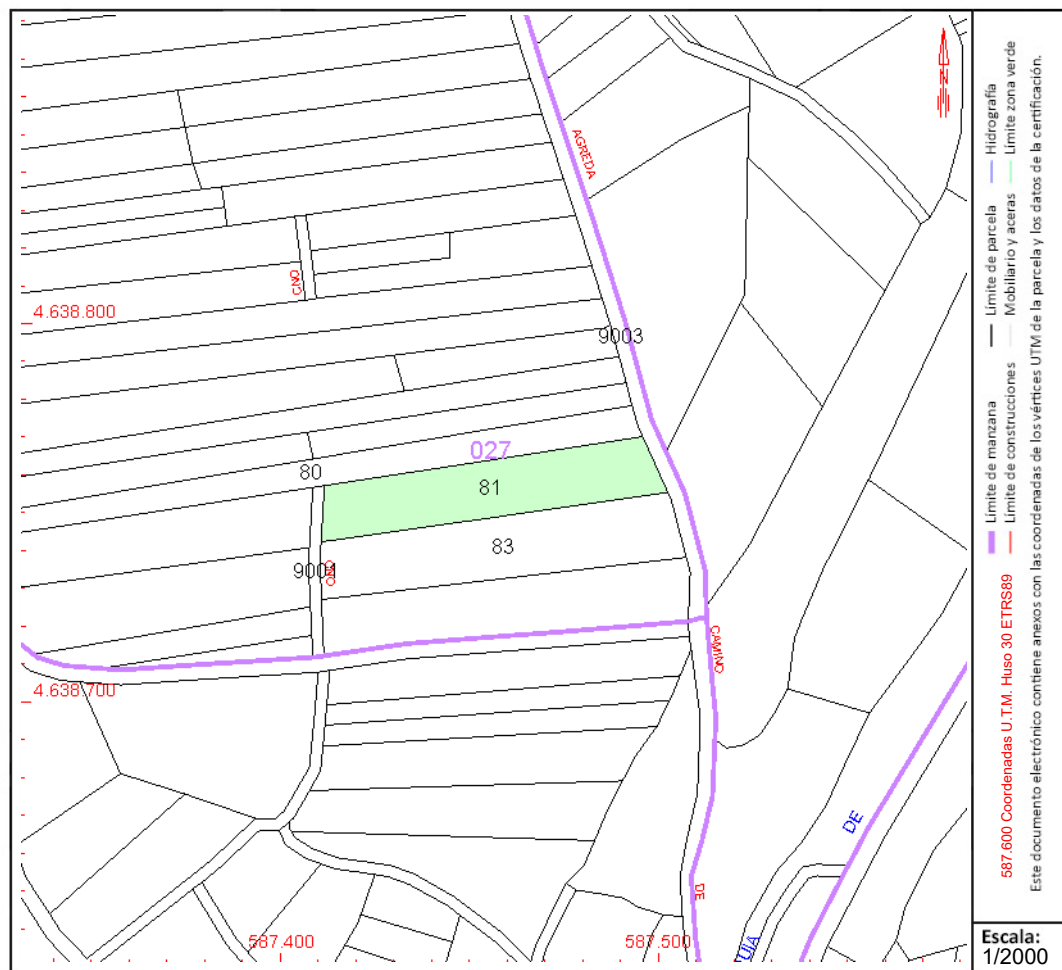 AGREDA
CNO
4.638.800
9003
027
80
81
83
9001
CNO
CAMINO
4.638.700
DE
DE
UIA
587.400
587.500
N
Límite de manzana
Límite de parcela
Hidrografía
Límite de construcciones
Mobiliario y aceras
Límite zona verde
587.600 Coordenadas U.T.M. Huso 30 ETRS89
Este documento electrónico contiene anexos con las coordenadas de los vértices UTM de la parcela y los datos de la certificación.
Escala:
1/2000